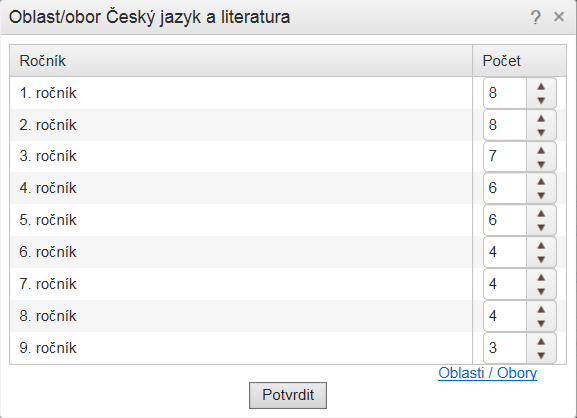 Oblast/obor Český jazyk a literatura ? ×
Ročník Počet
1. ročník 8
2. ročník 8
3. ročník 7
4. ročník 6
5. ročník 6
6. ročník 4
7. ročník 4
8. ročník 4
9. ročník 3
Oblasti / Obory
Potvrdit